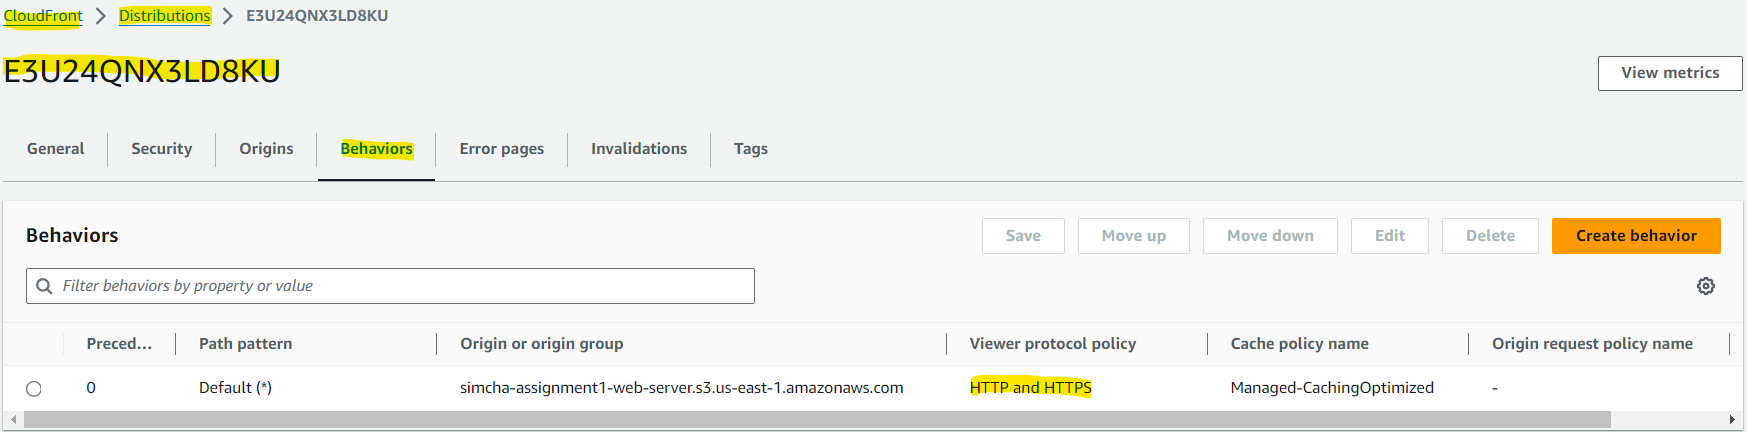 CloudFront > Distributions > E3U24QNX3LD8KU
E3U24QNX3LD8KU
View metrics
General Security Origins Behaviors Error pages Invalidations Tags
Behaviors Save Move up Move down Edit Delete Create behavior
Filter behaviors by property or value
Preced... Path pattern Origin or origin group Viewer protocol policy Cache policy name Origin request policy name
0 Default (*) simcha-assignment1-web-server.s3.us-east-1.amazonaws.com HTTP and HTTPS Managed-CachingOptimized -